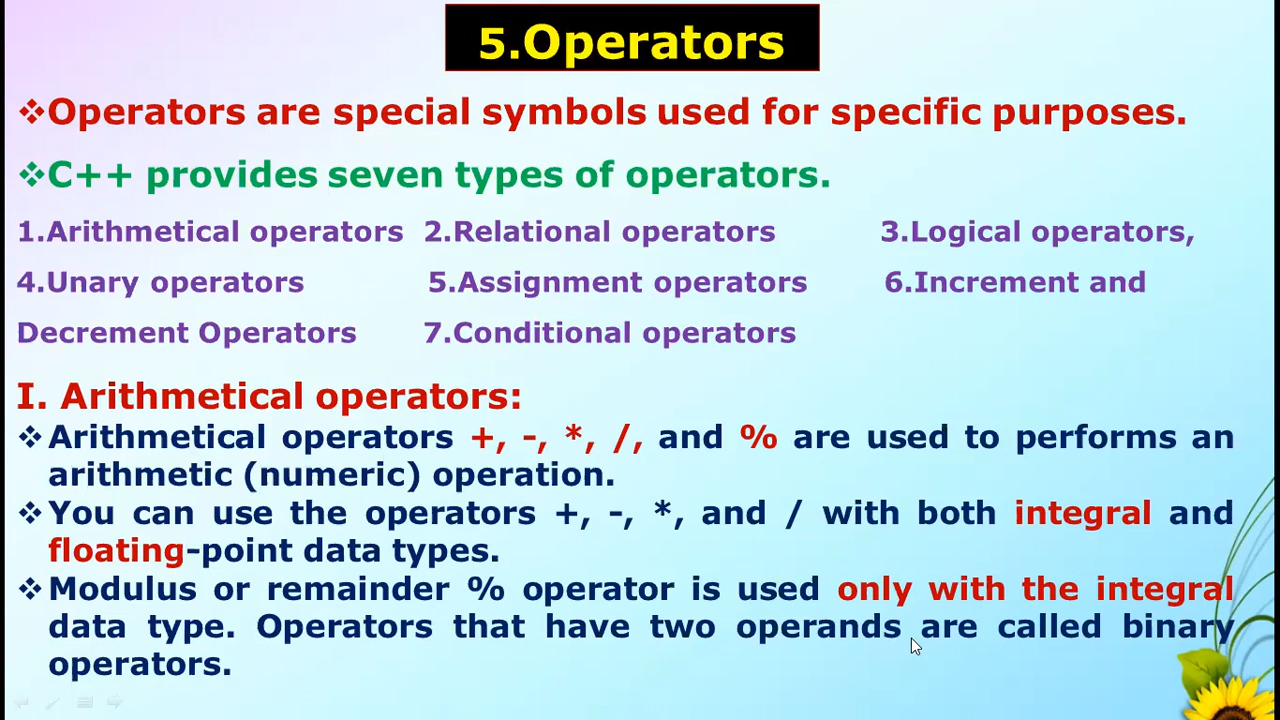 5.Operators
❖Operators are special symbols used for specific purposes.
❖C++ provides seven types of operators.
1.Arithmetical operators 2.Relational operators 3.Logical operators,
4.Unary operators 5.Assignment operators 6.Increment and
Decrement Operators 7.Conditional operators
I. Arithmetical operators:
❖Arithmetical operators +, -, *, /, and % are used to performs an
arithmetic (numeric) operation.
❖You can use the operators +, -, *, and / with both integral and
floating-point data types.
❖Modulus or remainder % operator is used only with the integral
data type. Operators that have two operands are called binary
operators.